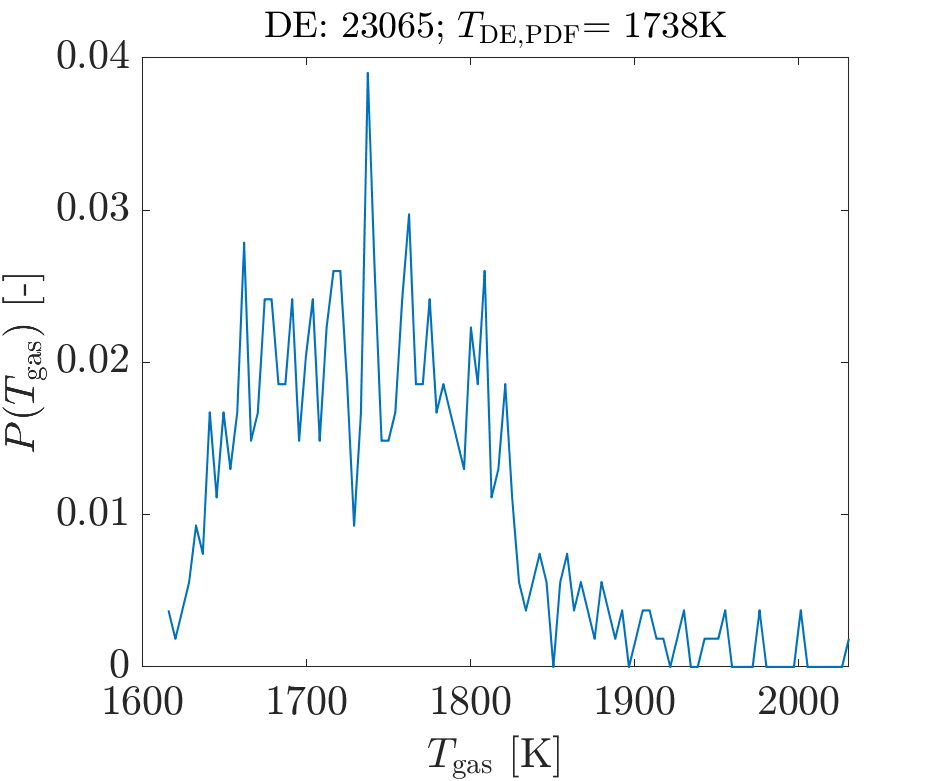 DE: 23065; T_DE,PDF= 1738K
0.04
0.03
0.02
0.01
0
P(T_gas) [-]
1600 1700 1800 1900 2000
T_gas [K]